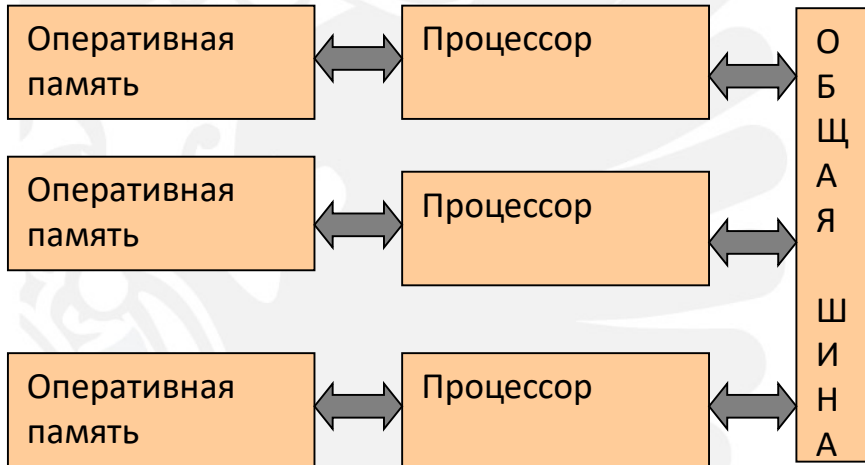 Оперативная
память
Процессор
Оперативная
память
Процессор
Оперативная
память
Процессор
О
Б
Щ
А
Я
Ш
И
Н
А